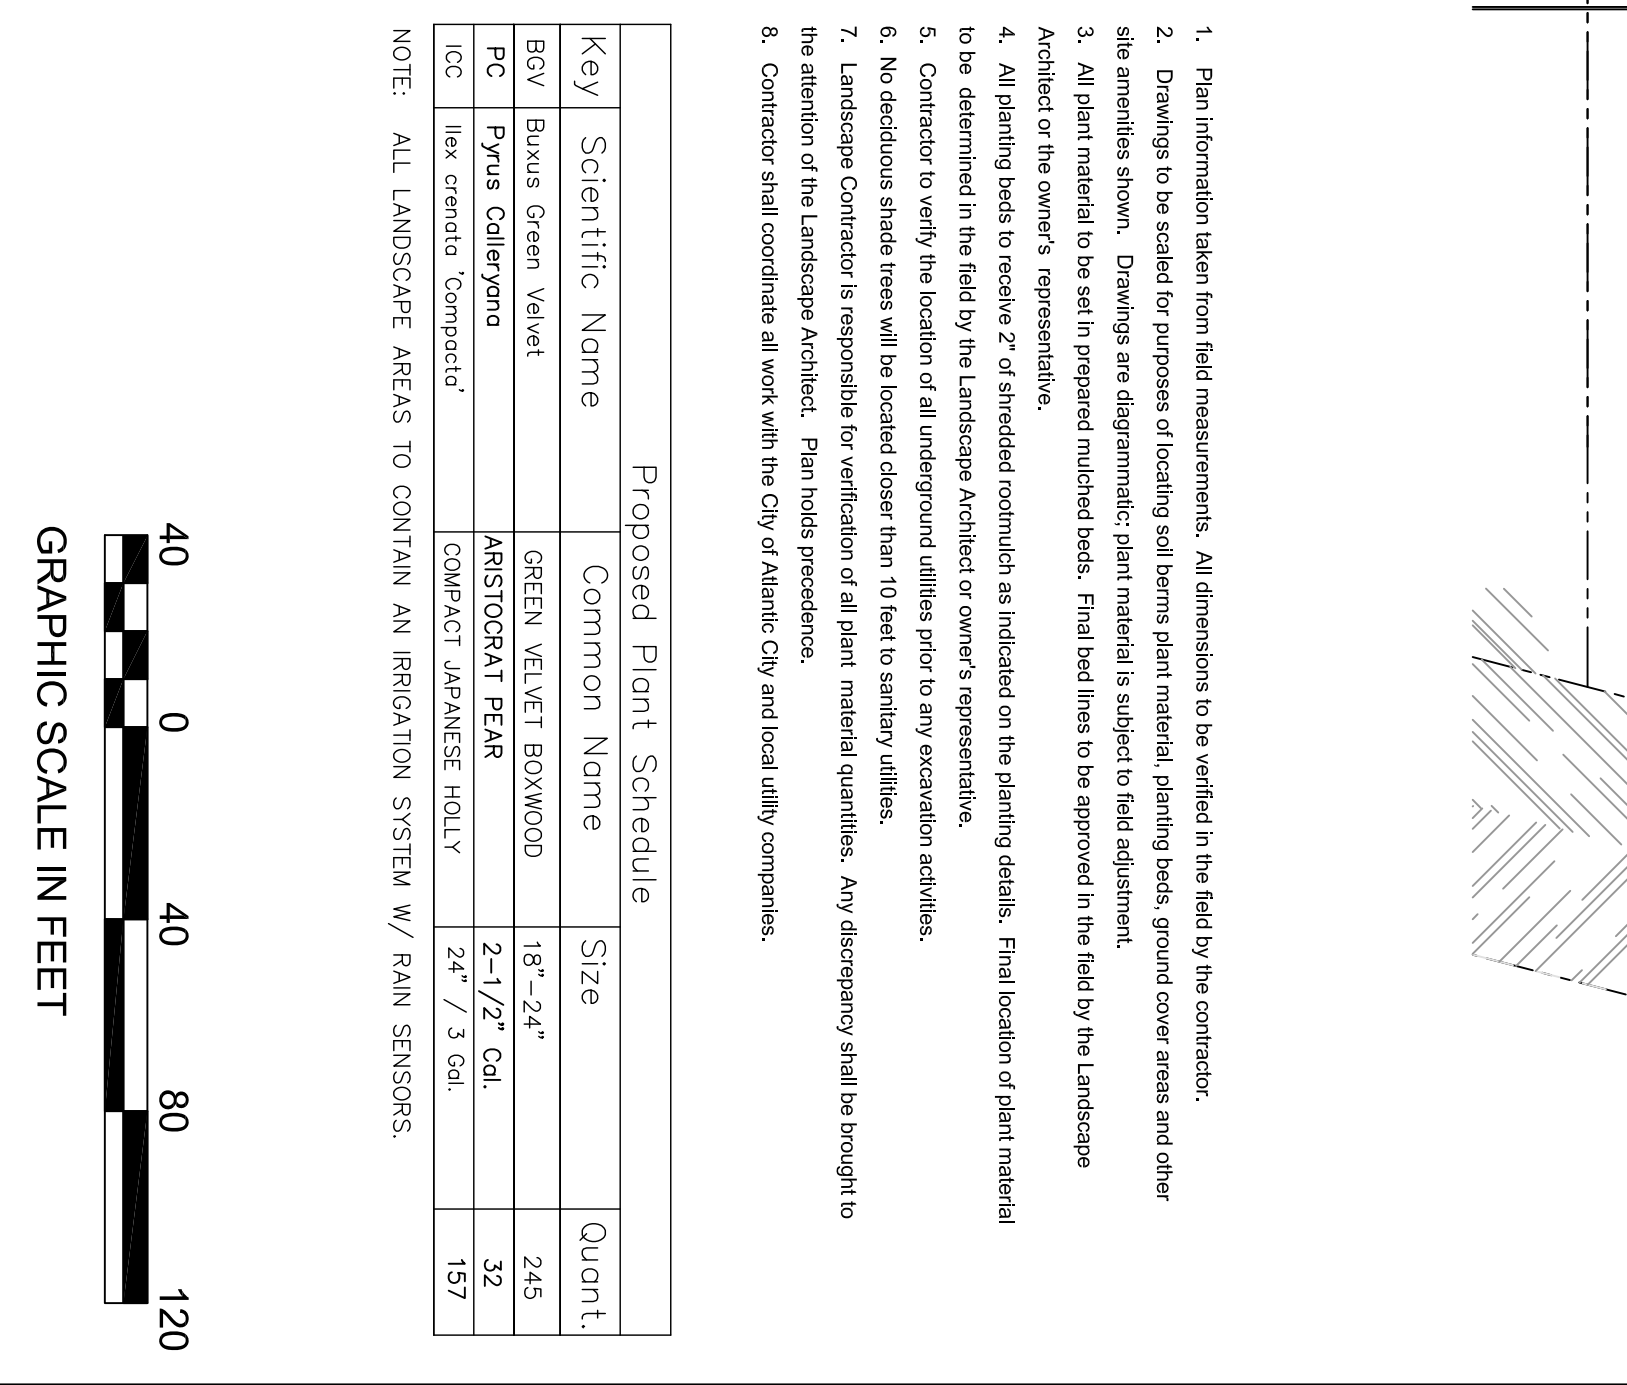 1. Plan information taken from field measurements. All dimensions to be verified in the field by the contractor.
2. Drawings to be scaled for purposes of locating soil berms plant material, planting beds, ground cover areas and other
site amenities shown. Drawings are diagrammatic; plant material is subject to field adjustment.
3. All plant material to be set in prepared mulched beds. Final bed lines to be approved in the field by the Landscape
Architect or the owner's representative.
4. All planting beds to receive 2" of shredded rootmulch as indicated on the planting details. Final location of plant material
to be determined in the field by the Landscape Architect or owner's representative.
5. Contractor to verify the location of all underground utilities prior to any excavation activities.
6. No deciduous shade trees will be located closer than 10 feet to sanitary utilities.
7. Landscape Contractor is responsible for verification of all plant material quantities. Any discrepancy shall be brought to
the attention of the Landscape Architect. Plan holds precedence.
8. Contractor shall coordinate all work with the City of Atlantic City and local utility companies.
Proposed Plant Schedule
Key Scientific Name Common Name Size Quant.
BGV Buxus Green Velvet GREEN VELVET BOXWOOD 18"-24" 245
PC Pyrus Calleryana ARISTOCRAT PEAR 2-1/2" Cal. 32
ICC Ilex crenata 'Compacta' COMPACT JAPANESE HOLLY 24" / 3 Gal. 157
NOTE: ALL LANDSCAPE AREAS TO CONTAIN AN IRRIGATION SYSTEM W/ RAIN SENSORS.
40 0 40 80 120
GRAPHIC SCALE IN FEET